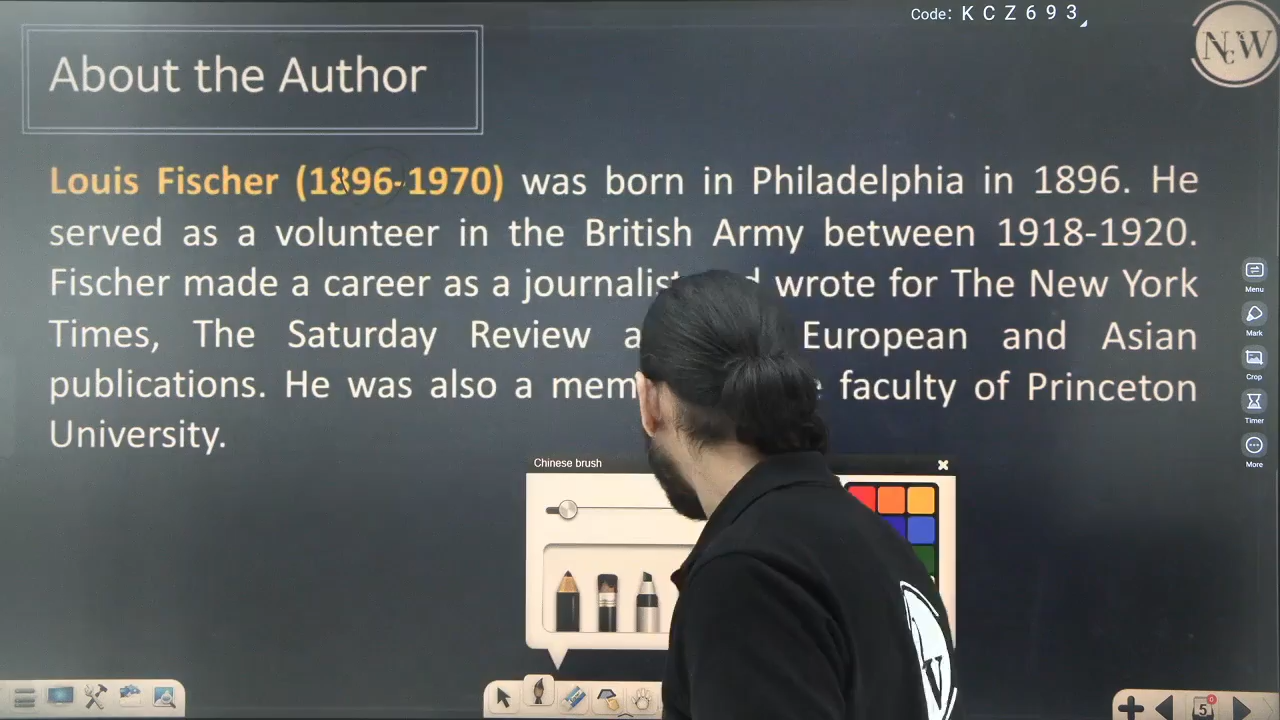 Code: K C Z 6 9 3
NcW
About the Author
Louis Fischer (1896-1970) was born in Philadelphia in 1896. He
served as a volunteer in the British Army between 1918-1920.
Fischer made a career as a journalist wrote for The New York
Times, The Saturday Review European and Asian
publications. He was also a faculty of Princeton
University.
Menu
Mark
Crop
Timer
More
Chinese brush
5